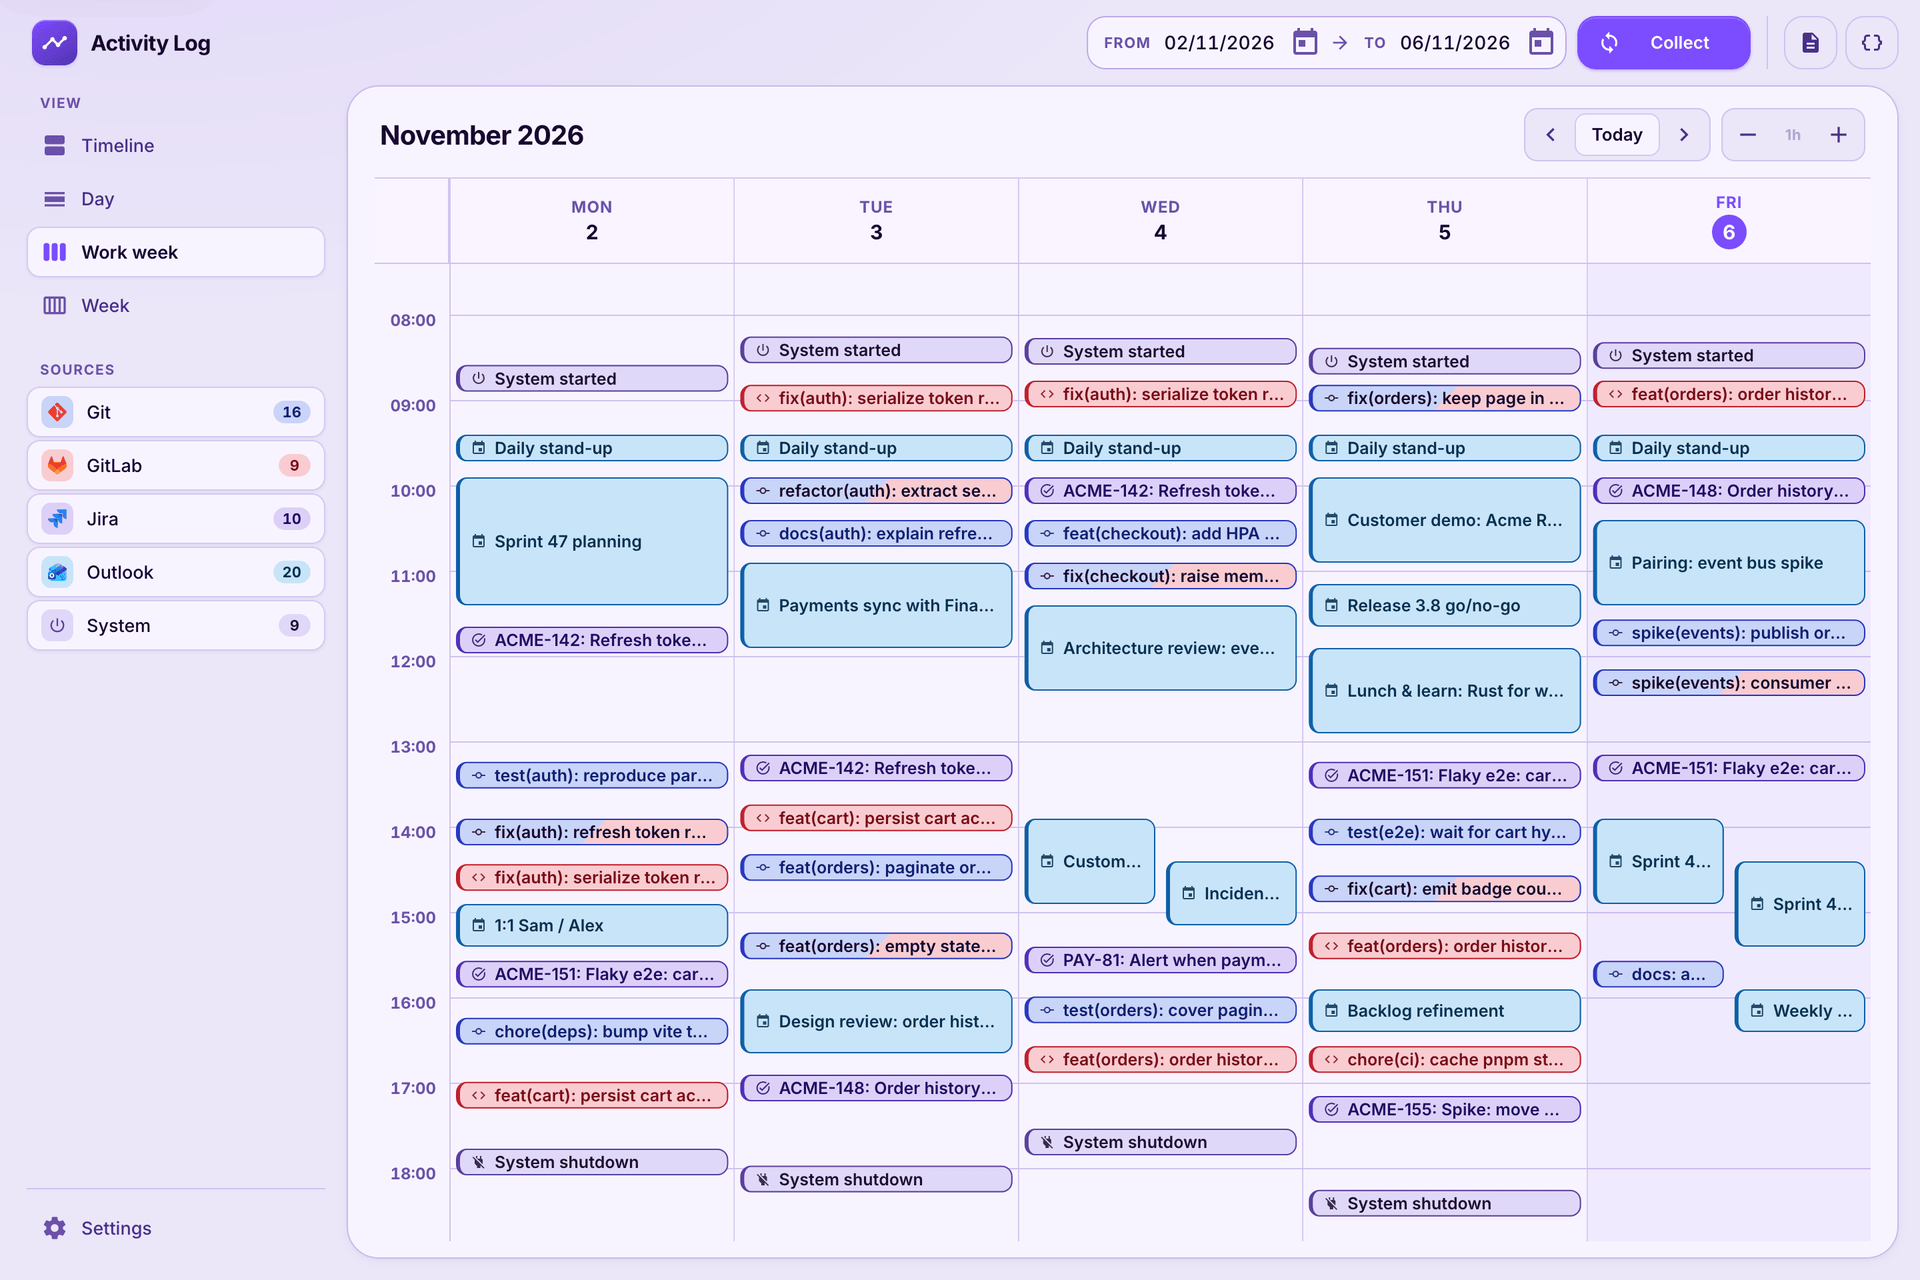 Activity Log
FROM 02/11/2026 → TO 06/11/2026
Collect
VIEW
Timeline
Day
Work week
Week
SOURCES
Git 16
GitLab 9
Jira 10
Outlook 20
System 9
Settings
November 2026
Today
1h
MON 2
TUE 3
WED 4
THU 5
FRI 6
08:00
09:00
10:00
11:00
12:00
13:00
14:00
15:00
16:00
17:00
18:00
System started
Daily stand-up
Sprint 47 planning
ACME-142: Refresh toke...
test(auth): reproduce par...
fix(auth): refresh token r...
fix(auth): serialize token r...
1:1 Sam / Alex
ACME-151: Flaky e2e: car...
chore(deps): bump vite t...
feat(cart): persist cart ac...
System shutdown
System started
fix(auth): serialize token r...
Daily stand-up
refactor(auth): extract se...
docs(auth): explain refre...
Payments sync with Fina...
ACME-142: Refresh toke...
feat(cart): persist cart ac...
feat(orders): paginate or...
feat(orders): empty state...
Design review: order hist...
ACME-148: Order history...
System shutdown
System started
fix(auth): serialize token r...
Daily stand-up
ACME-142: Refresh toke...
feat(checkout): add HPA ...
fix(checkout): raise mem...
Architecture review: eve...
Custom...
Inciden...
PAY-81: Alert when paym...
test(orders): cover pagin...
feat(orders): order histor...
System shutdown
System started
fix(orders): keep page in ...
Daily stand-up
Customer demo: Acme R...
Release 3.8 go/no-go
Lunch & learn: Rust for w...
ACME-151: Flaky e2e: car...
test(e2e): wait for cart hy...
fix(cart): emit badge cou...
feat(orders): order histor...
Backlog refinement
chore(ci): cache pnpm st...
ACME-155: Spike: move ...
System shutdown
System started
feat(orders): order histor...
Daily stand-up
ACME-148: Order history...
Pairing: event bus spike
spike(events): publish or...
spike(events): consumer ...
ACME-151: Flaky e2e: car...
Sprint 4...
Sprint 4...
docs: a...
Weekly ...